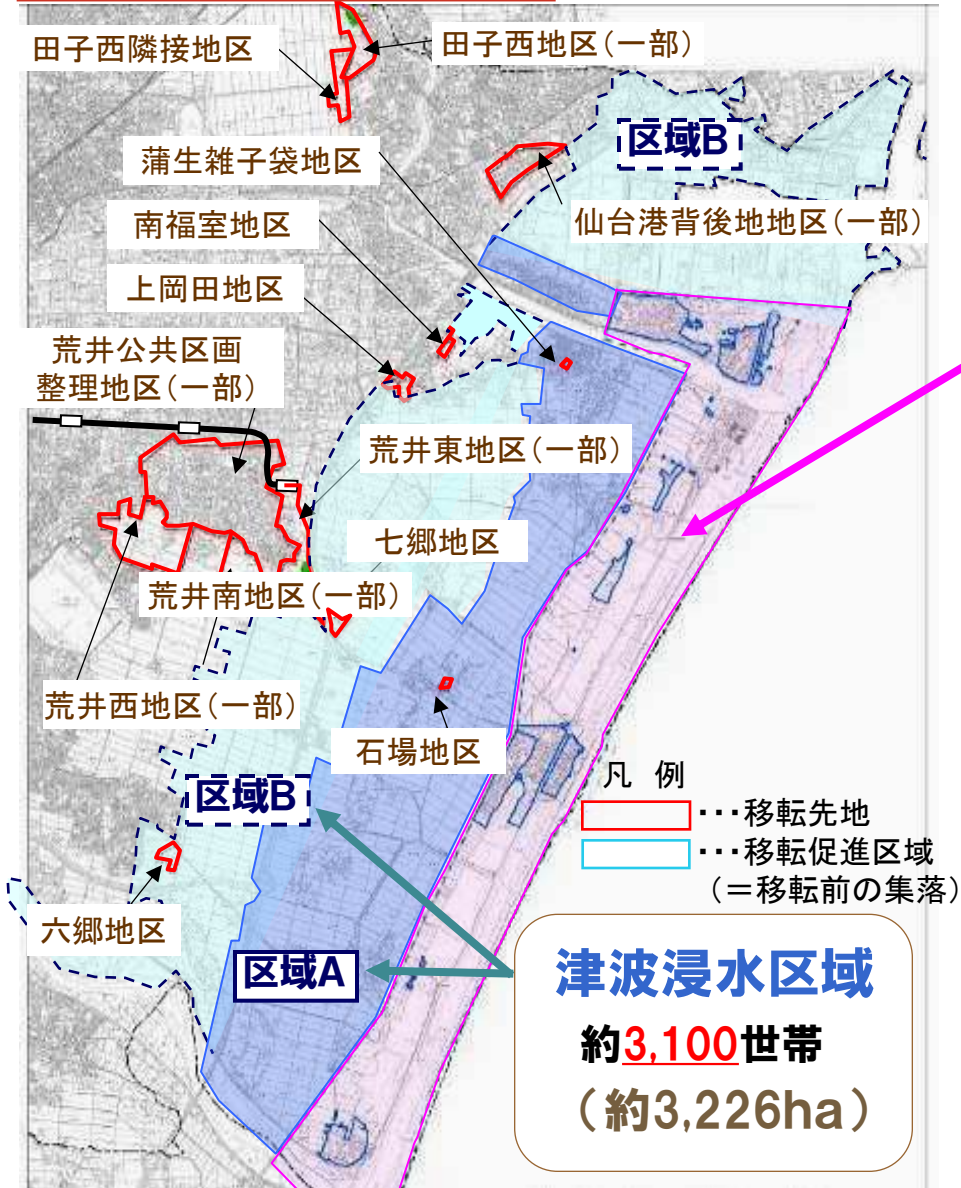 田子西隣接地区
田子西地区(一部)
区域B
蒲生雑子袋地区
仙台港背後地地区(一部)
南福室地区
上岡田地区
荒井公共区画
整理地区(一部)
荒井東地区(一部)
七郷地区
荒井南地区(一部)
荒井西地区(一部)
石場地区
凡 例
･･･移転先地
･･･移転促進区域
(=移転前の集落)
区域B
六郷地区
区域A
津波浸水区域
約3,100世帯
(約3,226ha)